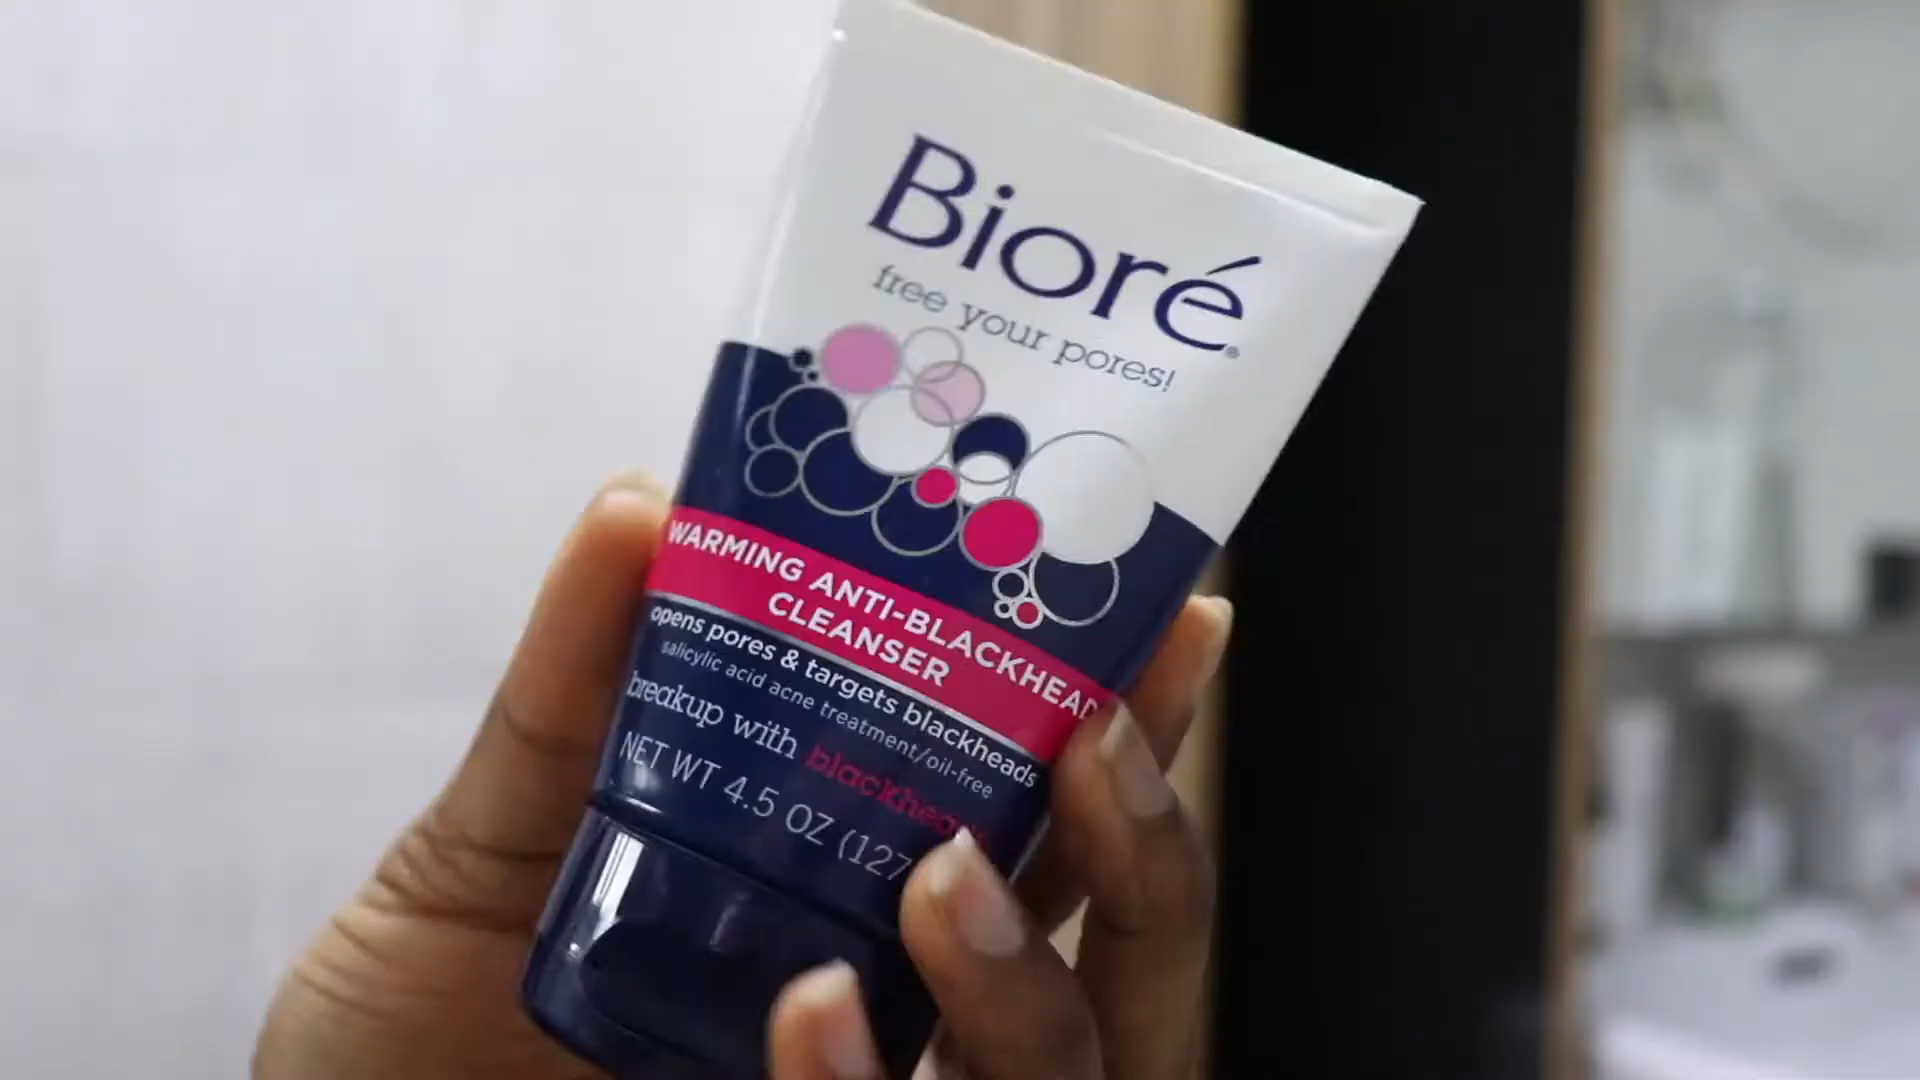 Bioré
free your pores!
WARMING ANTI-BLACKHEAD
CLEANSER
opens pores & targets blackheads
salicylic acid acne treatment/oil-free
breakup with
NET WT 4.5 OZ (127